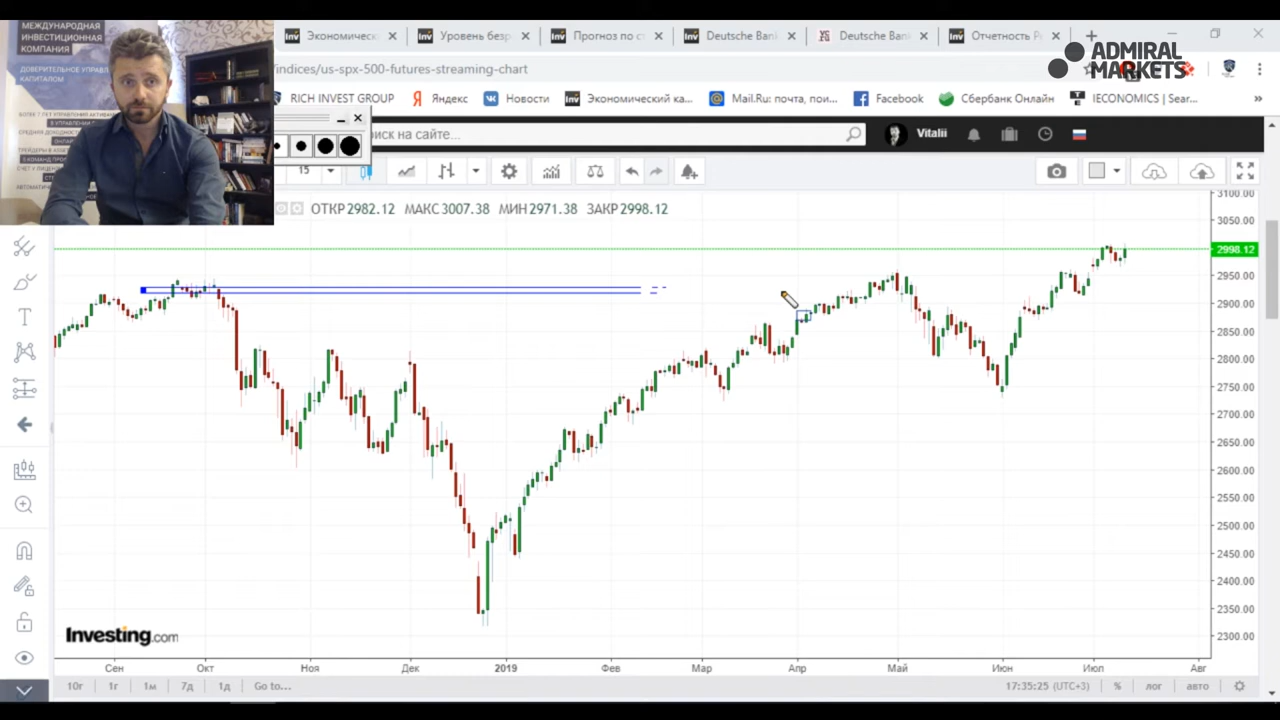 МЕЖДУНАРОДНАЯ
ИНВЕСТИЦИОННАЯ
КОМПАНИЯ
ДОВЕРИТЕЛЬНОЕ УПРАВ
КАПИТАЛОМ
Экономическ
Уровень безр
Прогноз по ст
Deutsche Bank
Deutsche Bank
Отчетность Р
ADMIRAL
MARKETS
/indices/us-spx-500-futures-streaming-chart
RICH INVEST GROUP
Яндекс
Новости
Экономический ка...
Mail.Ru: почта, пои...
Facebook
Сбербанк Онлайн
IECONOMICS | Sear...
иск на сайте...
Vitalii
15
ОТКР 2982.12 МАКС 3007.38 МИН 2971.38 ЗАКР 2998.12
3100.00
3050.00
2998.12
2950.00
2900.00
2850.00
2800.00
2750.00
2700.00
2650.00
2600.00
2550.00
2500.00
2450.00
2400.00
2350.00
2300.00
Investing.com
Сен Окт Ноя Дек 2019 Фев Мар Апр Май Июн Июл Авг
10г 1г 1м 7д 1д Go to... 17:35:25 (UTC+3) % лог авто